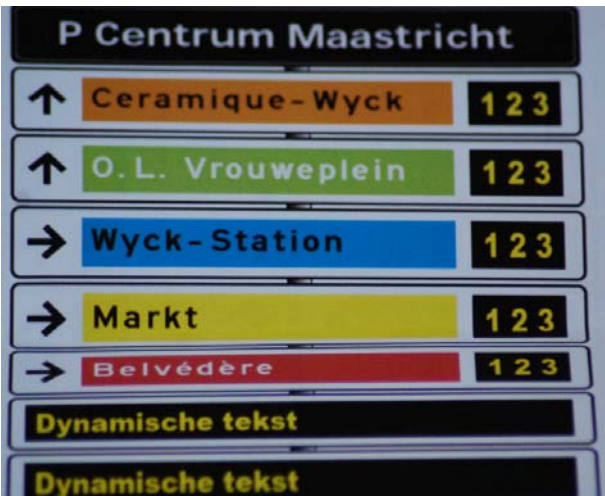 P Centrum Maastricht
Ceramique-Wyck 123
O.L. Vrouweplein 123
Wyck-Station 123
Markt 123
Belvédère 123
Dynamische tekst
Dynamische tekst